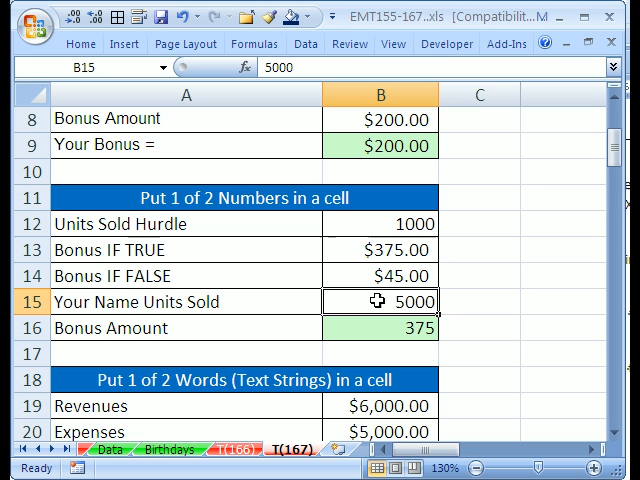 EMT155-167..xls [Compatibilit... M
Home Insert Page Layout Formulas Data Review View Developer Add-Ins
B15 fx 5000
A B C
8 Bonus Amount $200.00
9 Your Bonus = $200.00
10
11 Put 1 of 2 Numbers in a cell
12 Units Sold Hurdle 1000
13 Bonus IF TRUE $375.00
14 Bonus IF FALSE $45.00
15 Your Name Units Sold 5000
16 Bonus Amount 375
17
18 Put 1 of 2 Words (Text Strings) in a cell
19 Revenues $6,000.00
20 Expenses $5,000.00
Data Birthdays T(166) T(167)
Ready 130%